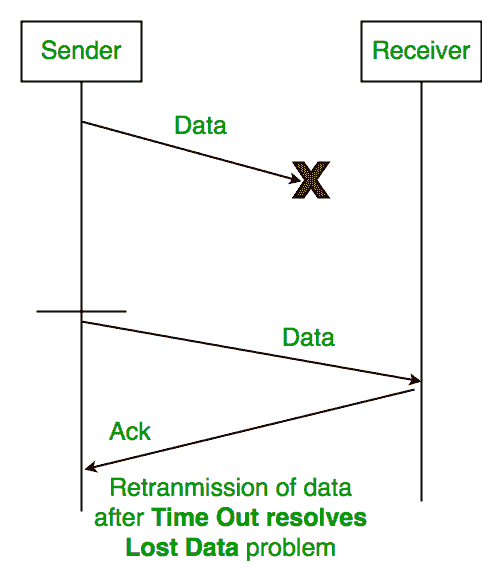 Sender
Receiver
Data
X
Data
Ack
Retranmission of data
after Time Out resolves
Lost Data problem